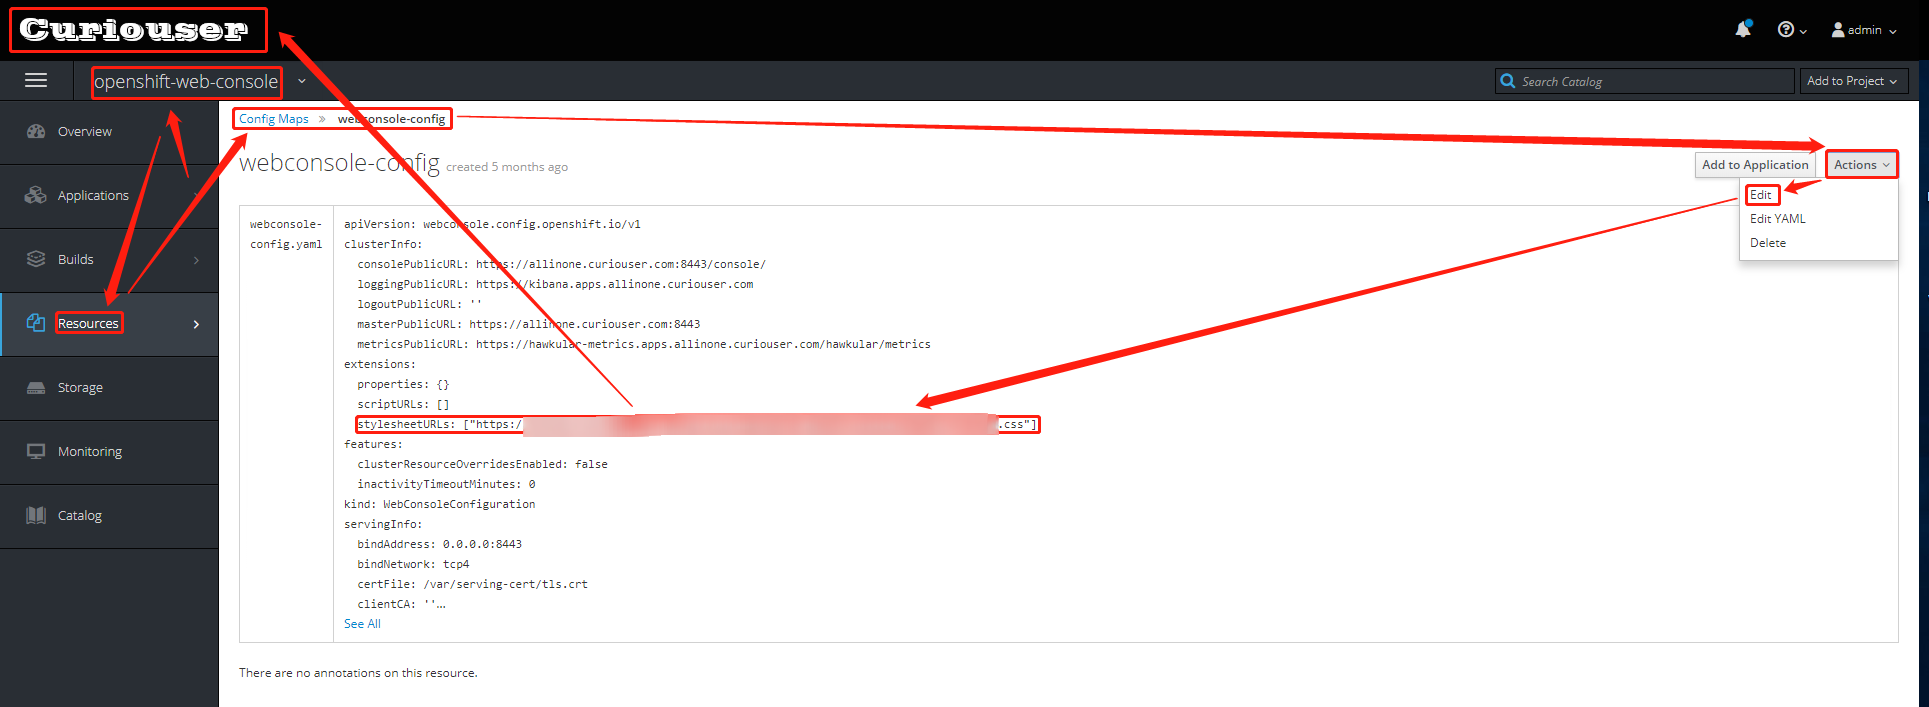 Curiouser
admin
openshift-web-console
Search Catalog
Add to Project
Overview
Applications
Builds
Resources
Storage
Monitoring
Catalog
Config Maps » webconsole-config
webconsole-config created 5 months ago
Add to Application
Actions
Edit
Edit YAML
Delete
webconsole-
config.yaml
apiVersion: webconsole.config.openshift.io/v1
clusterInfo:
consolePublicURL: https://allinone.curiouser.com:8443/console/
loggingPublicURL: https://kibana.apps.allinone.curiouser.com
logoutPublicURL: ''
masterPublicURL: https://allinone.curiouser.com:8443
metricsPublicURL: https://hawkular-metrics.apps.allinone.curiouser.com/hawkular/metrics
extensions:
properties: {}
scriptURLs: []
stylesheetURLs: ["https:/ .css"]
features:
clusterResourceOverridesEnabled: false
inactivityTimeoutMinutes: 0
kind: WebConsoleConfiguration
servingInfo:
bindAddress: 0.0.0.0:8443
bindNetwork: tcp4
certFile: /var/serving-cert/tls.crt
clientCA: ''...
See All
There are no annotations on this resource.